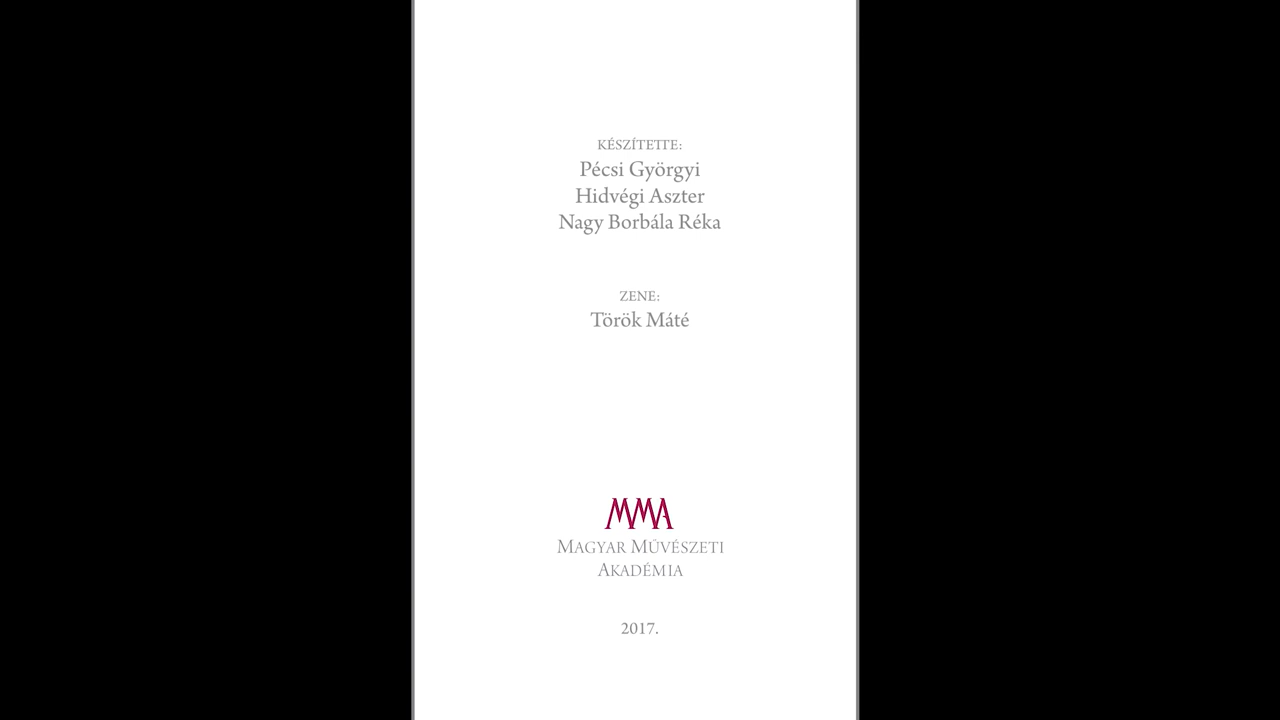 KÉSZÍTETTE:
Pécsi Györgyi
Hidvégi Aszter
Nagy Borbála Réka
ZENE:
Török Máté
MMA
MAGYAR MŰVÉSZETI
AKADÉMIA
2017.